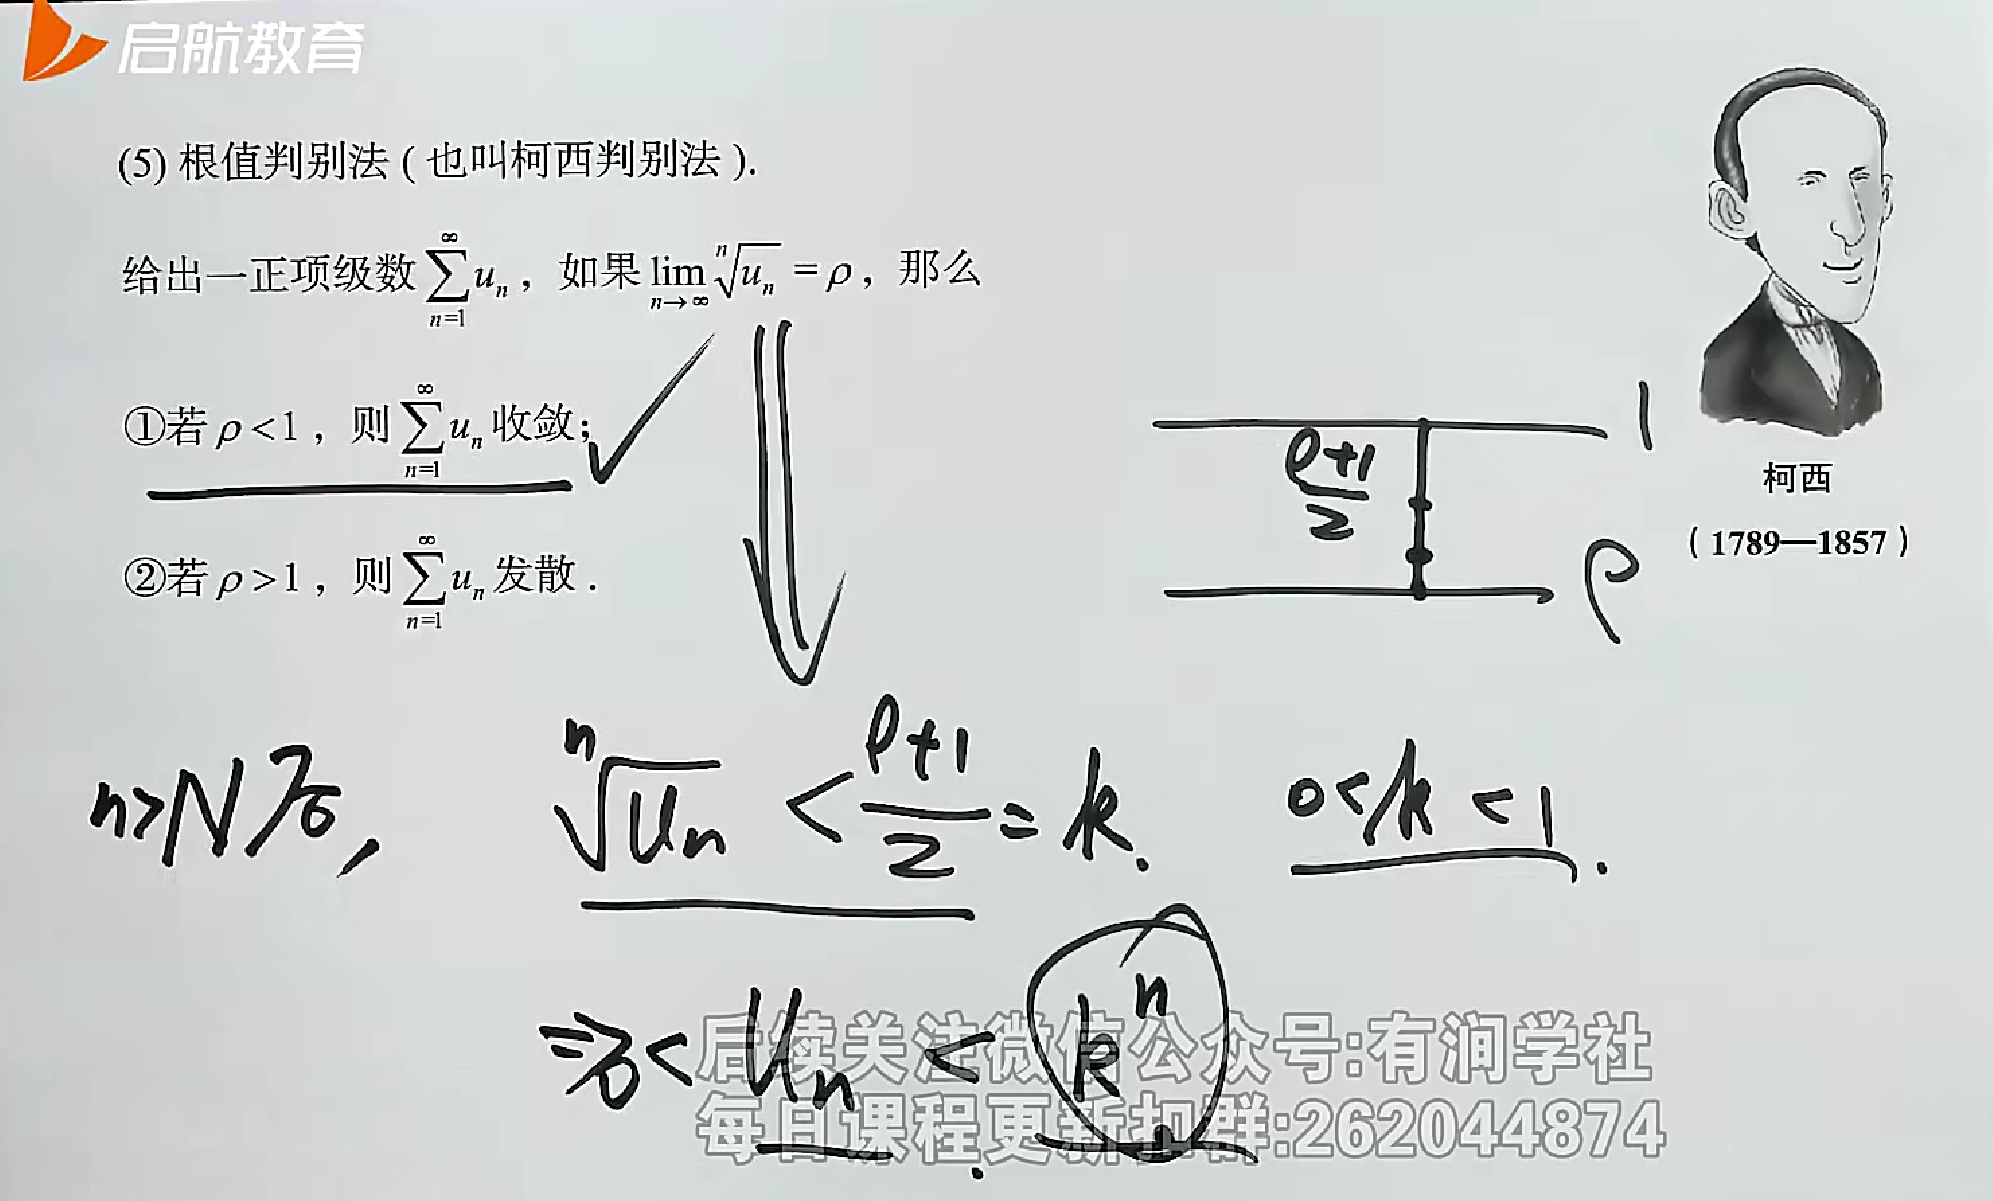 启航教育
(5) 根值判别法 ( 也叫柯西判别法 ).
给出一正项级数 $\sum_{n=1}^{\infty} u_n$ ，如果 $\lim_{n\to\infty} \sqrt[n]{u_n} = \rho$ ，那么
①若 $\rho < 1$ ，则 $\sum_{n=1}^{\infty} u_n$ 收敛；
②若 $\rho > 1$ ，则 $\sum_{n=1}^{\infty} u_n$ 发散 .
1
$\frac{\rho+1}{2}$
ρ
柯西
( 1789—1857 )
n>N后, $\sqrt[n]{u_n} < \frac{\rho+1}{2} = k.$ 0<k<1.
⇒ 0< $u_n$ < $k^n$ .
后续关注微信公众号:有润学社
每日课程更新扣群:262044874